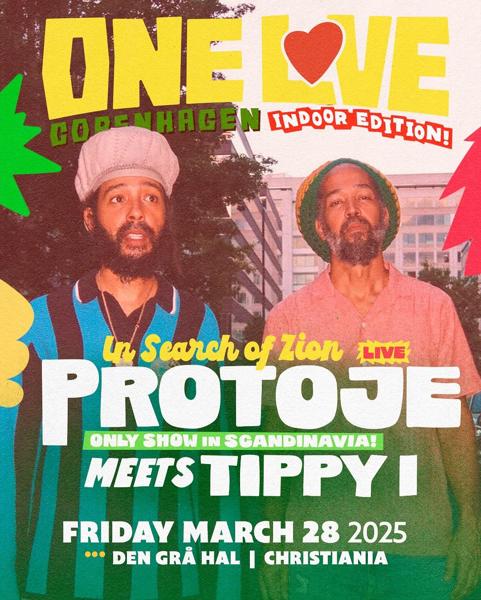 ONE LOVE
COPENHAGEN INDOOR EDITION!
In Search of Zion LIVE
PROTOJE
ONLY SHOW IN SCANDINAVIA!
MEETS TIPPY I
FRIDAY MARCH 28 2025
DEN GRÅ HAL | CHRISTIANIA